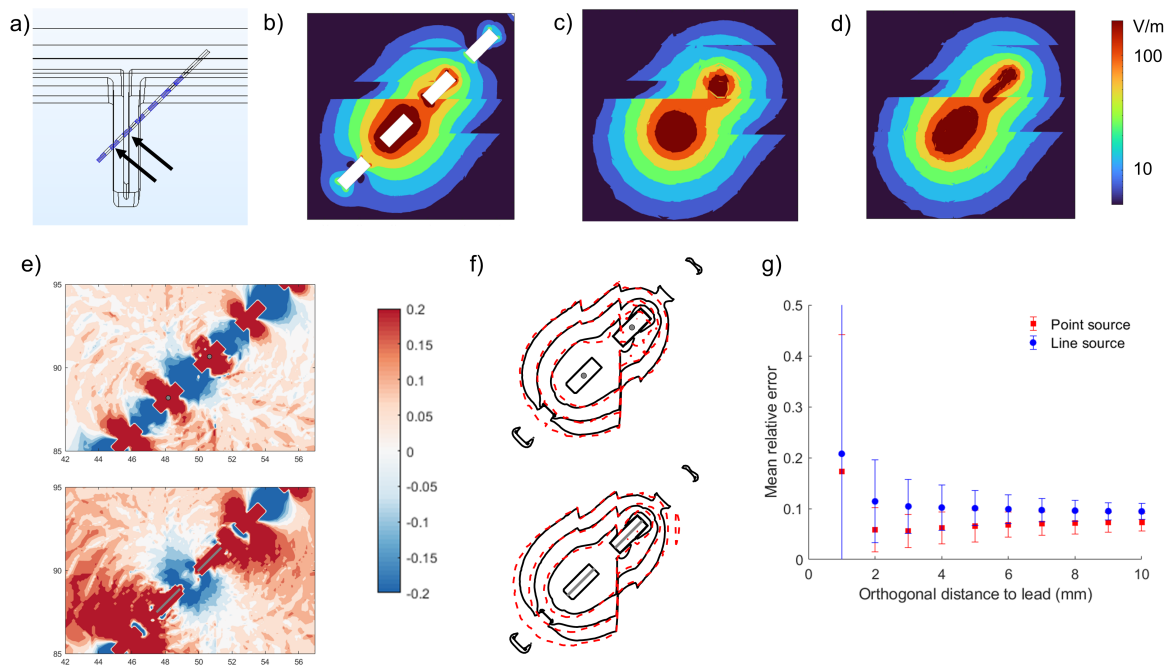 a)
b)
c)
d)
V/m
100
10
e)
f)
g)
95
90
85
42 44 46 48 50 52 54 56
95
90
85
42 44 46 48 50 52 54 56
0.2
0.15
0.1
0.05
0
-0.05
-0.1
-0.15
-0.2
Point source
Line source
Mean relative error
0.5
0.4
0.3
0.2
0.1
0
0 2 4 6 8 10
Orthogonal distance to lead (mm)